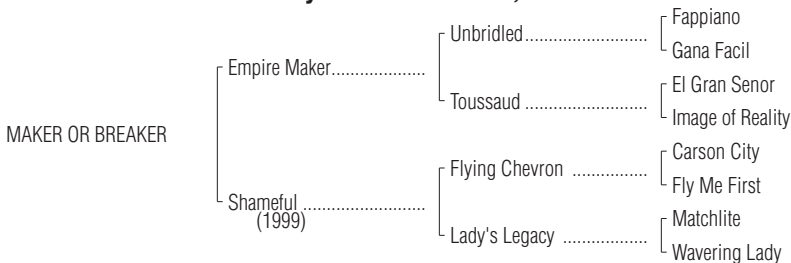 Fappiano
Unbridled
Gana Facil
Empire Maker
El Gran Senor
Toussaud
Image of Reality
MAKER OR BREAKER
Carson City
Flying Chevron
Fly Me First
Shameful
(1999)
Matchlite
Lady's Legacy
Wavering Lady